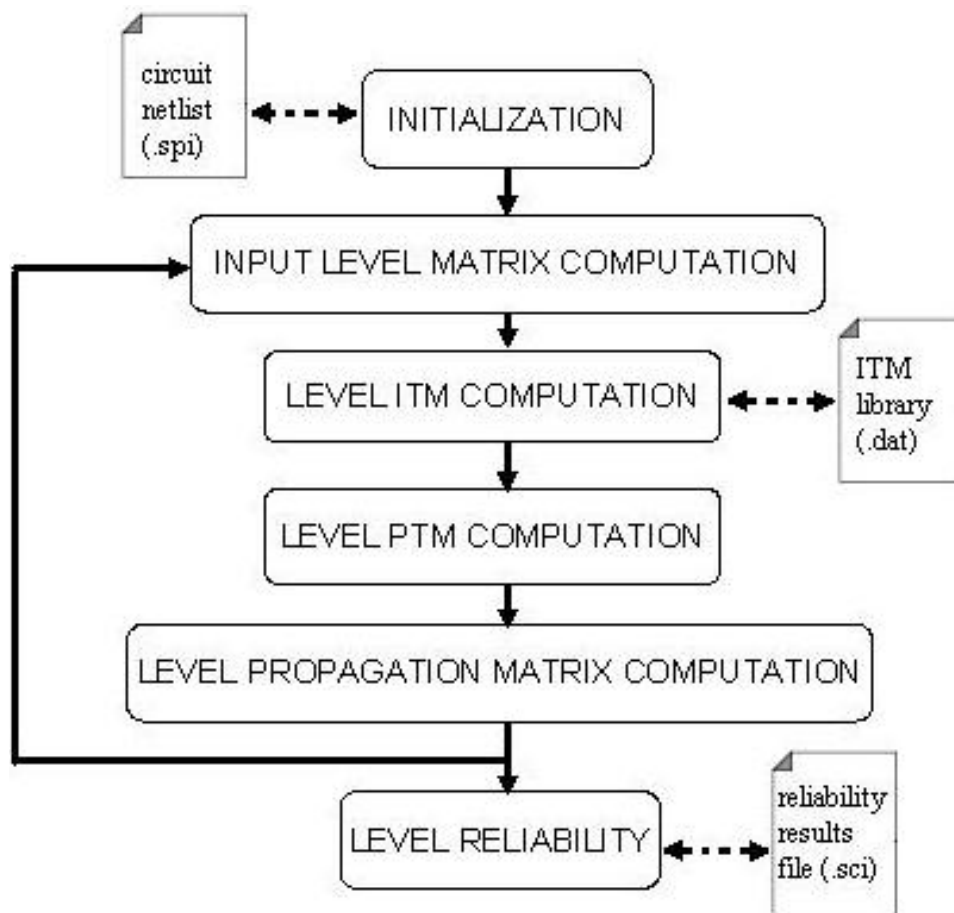 circuit
netlist
(.spi)
INITIALIZATION
INPUT LEVEL MATRIX COMPUTATION
LEVEL ITM COMPUTATION
ITM
library
(.dat)
LEVEL PTM COMPUTATION
LEVEL PROPAGATION MATRIX COMPUTATION
LEVEL RELIABILITY
reliability
results
file (.sci)